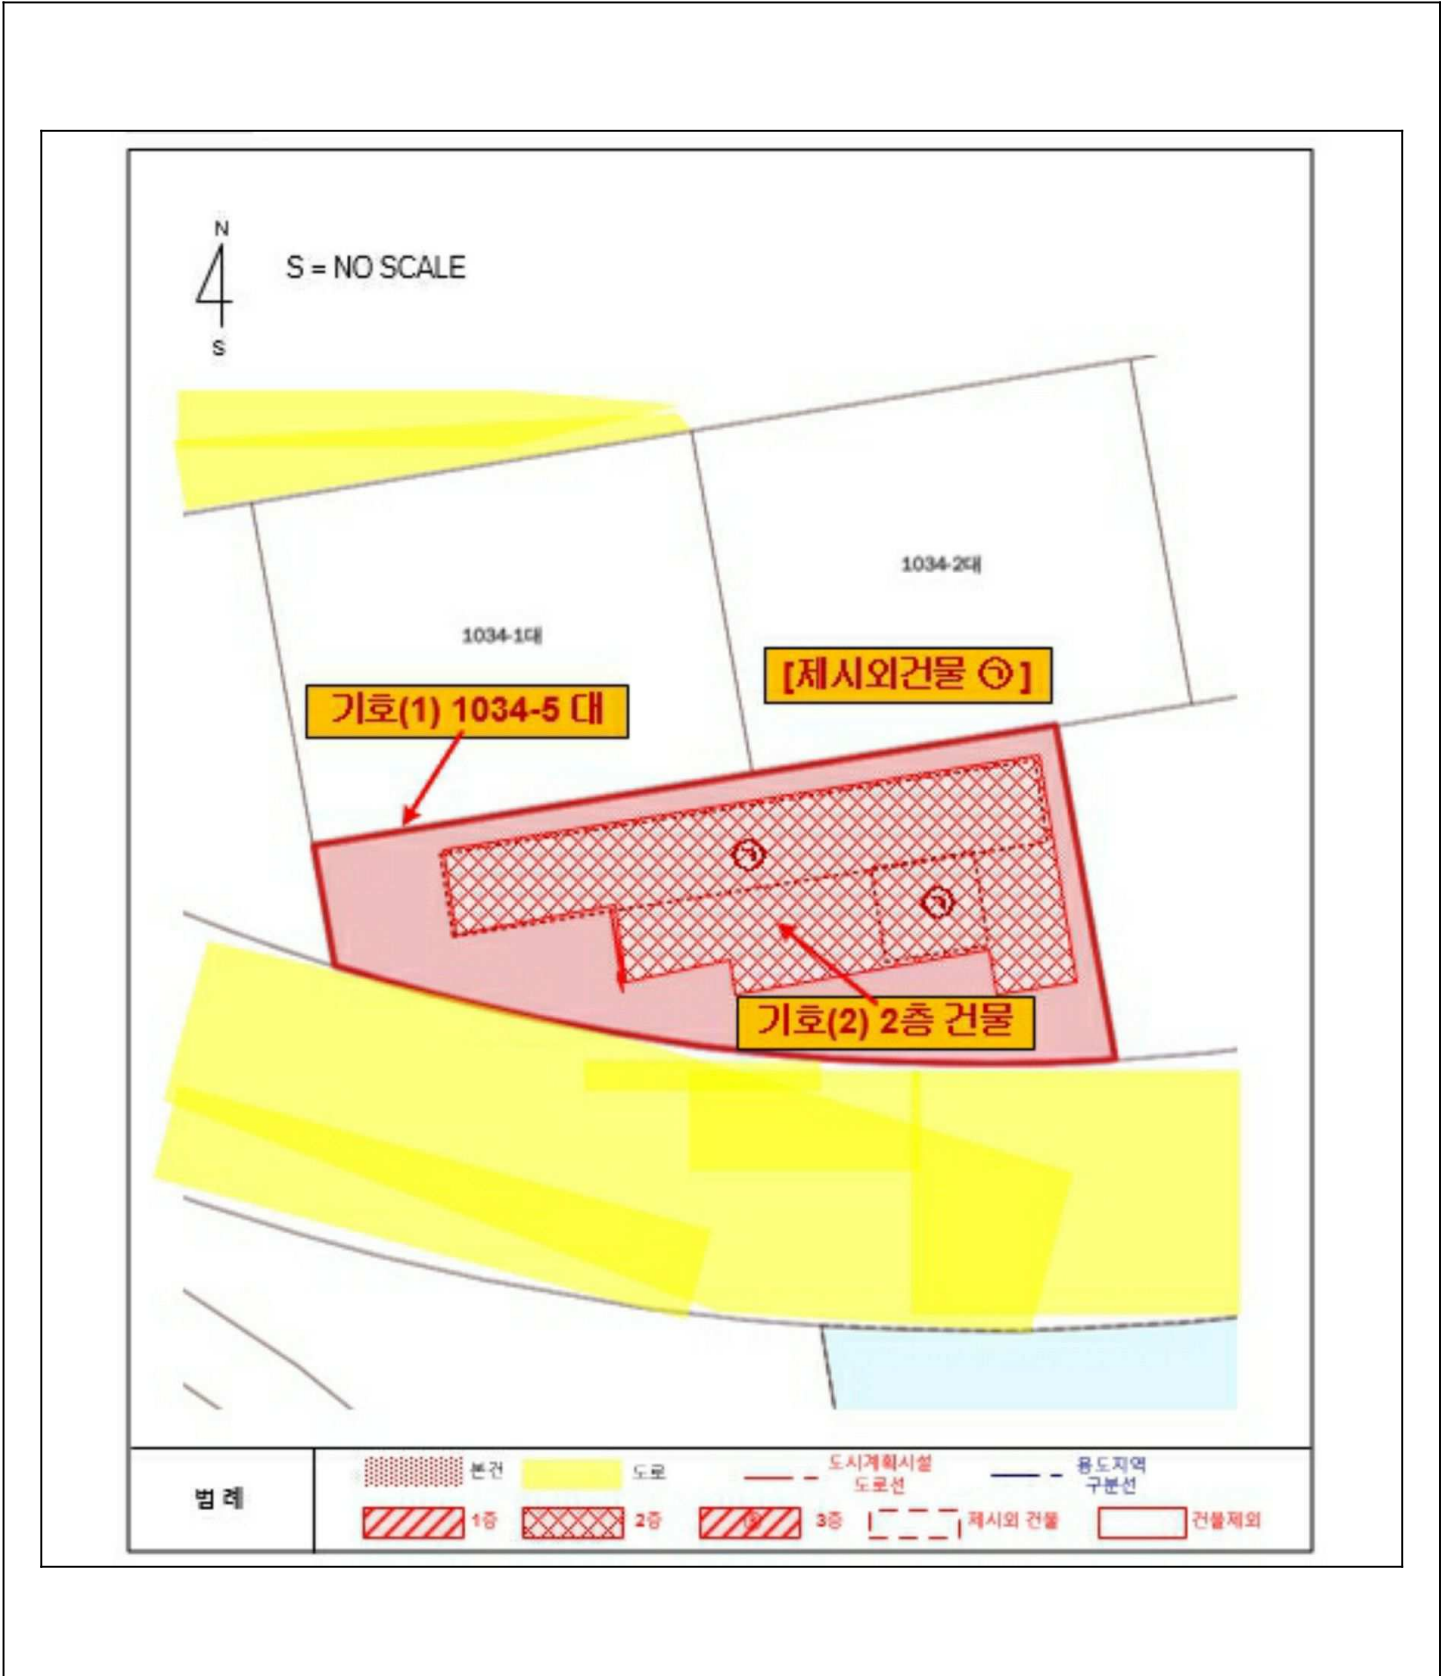 N
S = NO SCALE
S
1034-2대
1034-1대
[제시외건물 ㉠]
기호(1) 1034-5 대
㉠
㉠
기호(2) 2층 건물
범 례
본건
도로
도시계획시설
도로선
용도지역
구분선
1층
2층
3층
제시외 건물
건물제외